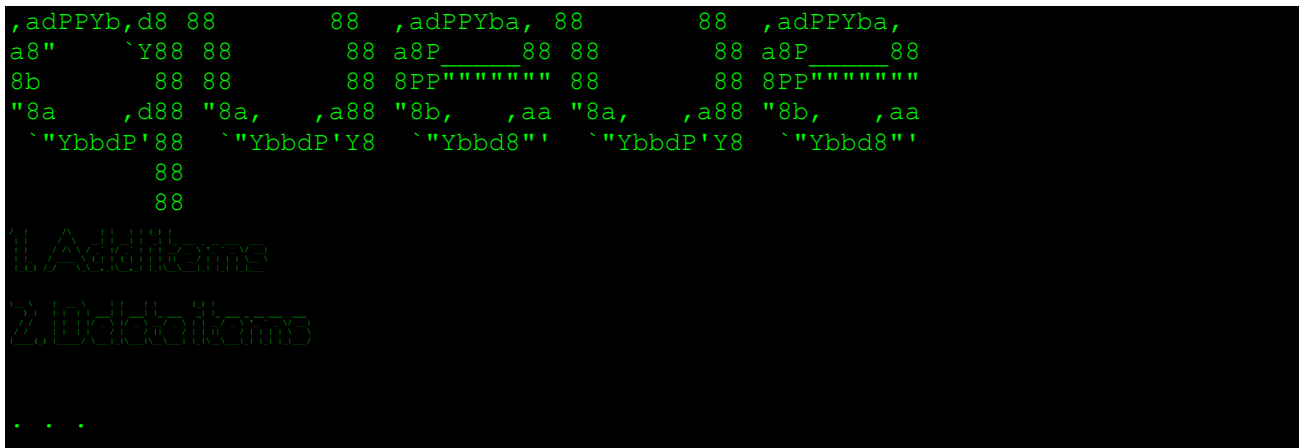 queue
1. Add items
2. Delete items
. . .